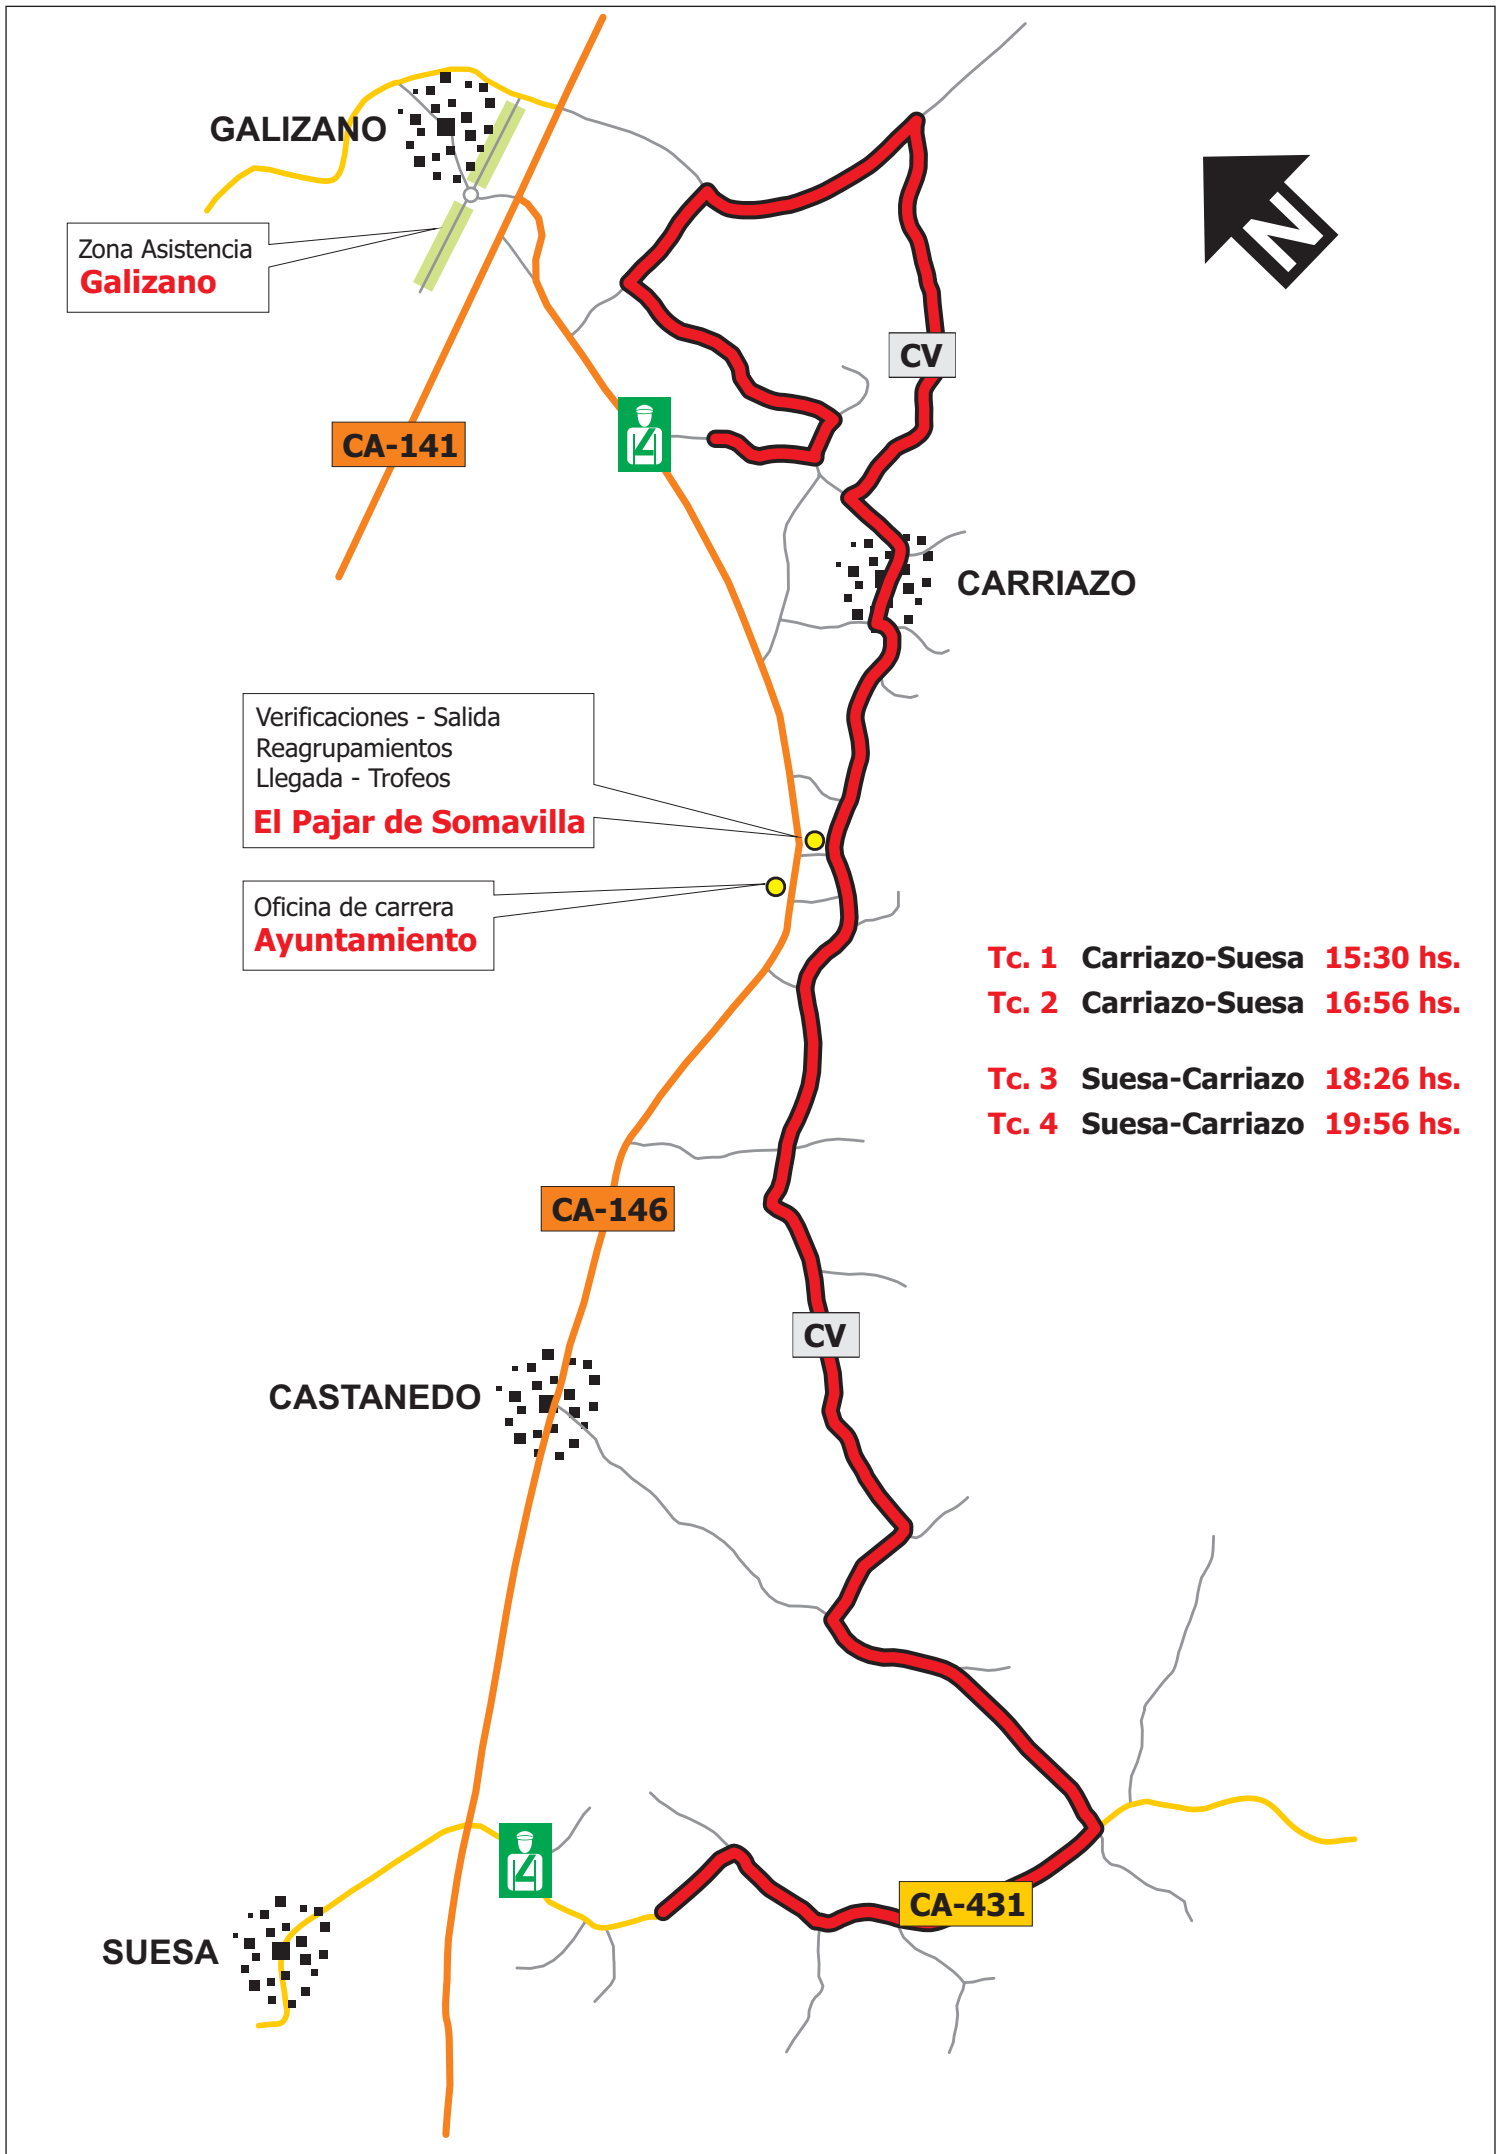 GALIZANO
N
Zona Asistencia
Galizano
CV
CA-141
CARRIAZO
Verificaciones - Salida
Reagrupamientos
Llegada - Trofeos
El Pajar de Somavilla
Oficina de carrera
Ayuntamiento
Tc. 1 Carriazo-Suesa 15:30 hs.
Tc. 2 Carriazo-Suesa 16:56 hs.
Tc. 3 Suesa-Carriazo 18:26 hs.
Tc. 4 Suesa-Carriazo 19:56 hs.
CA-146
CV
CASTANEDO
CA-431
SUESA